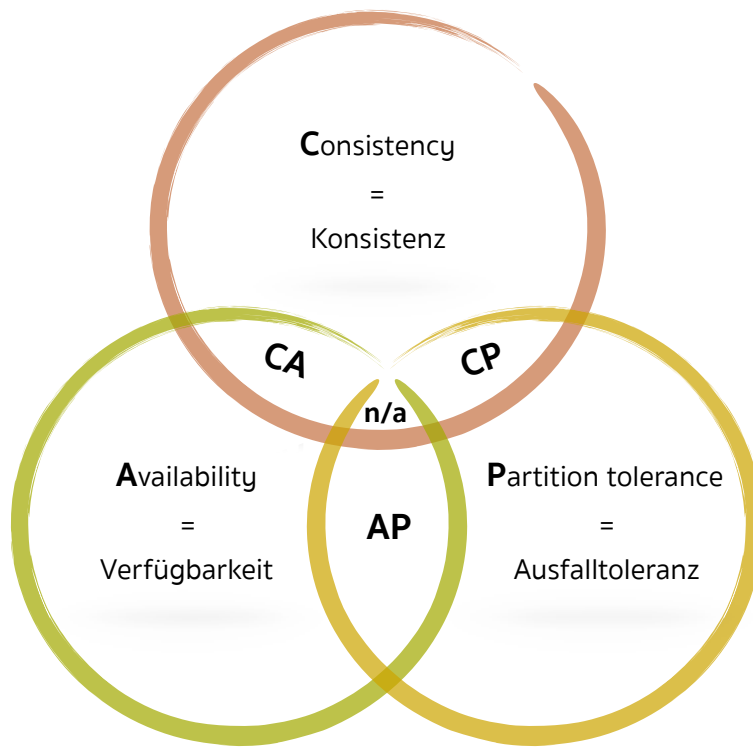 Consistency
=
Konsistenz
CA
CP
n/a
Availability
=
Verfügbarkeit
AP
Partition tolerance
=
Ausfalltoleranz